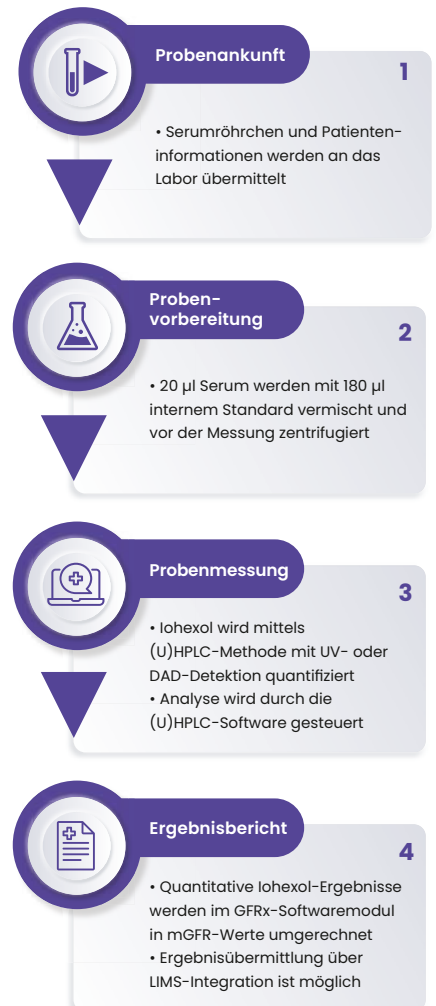 Probenankunft
1
• Serumröhrchen und Patienten-
informationen werden an das
Labor übermittelt
Proben-
vorbereitung
2
• 20 µl Serum werden mit 180 µl
internem Standard vermischt und
vor der Messung zentrifugiert
Probenmessung
3
• Iohexol wird mittels
(U)HPLC-Methode mit UV- oder
DAD-Detektion quantifiziert
• Analyse wird durch die
(U)HPLC-Software gesteuert
Ergebnisbericht
4
• Quantitative Iohexol-Ergebnisse
werden im GFRx-Softwaremodul
in mGFR-Werte umgerechnet
• Ergebnisübermittlung über
LIMS-Integration ist möglich